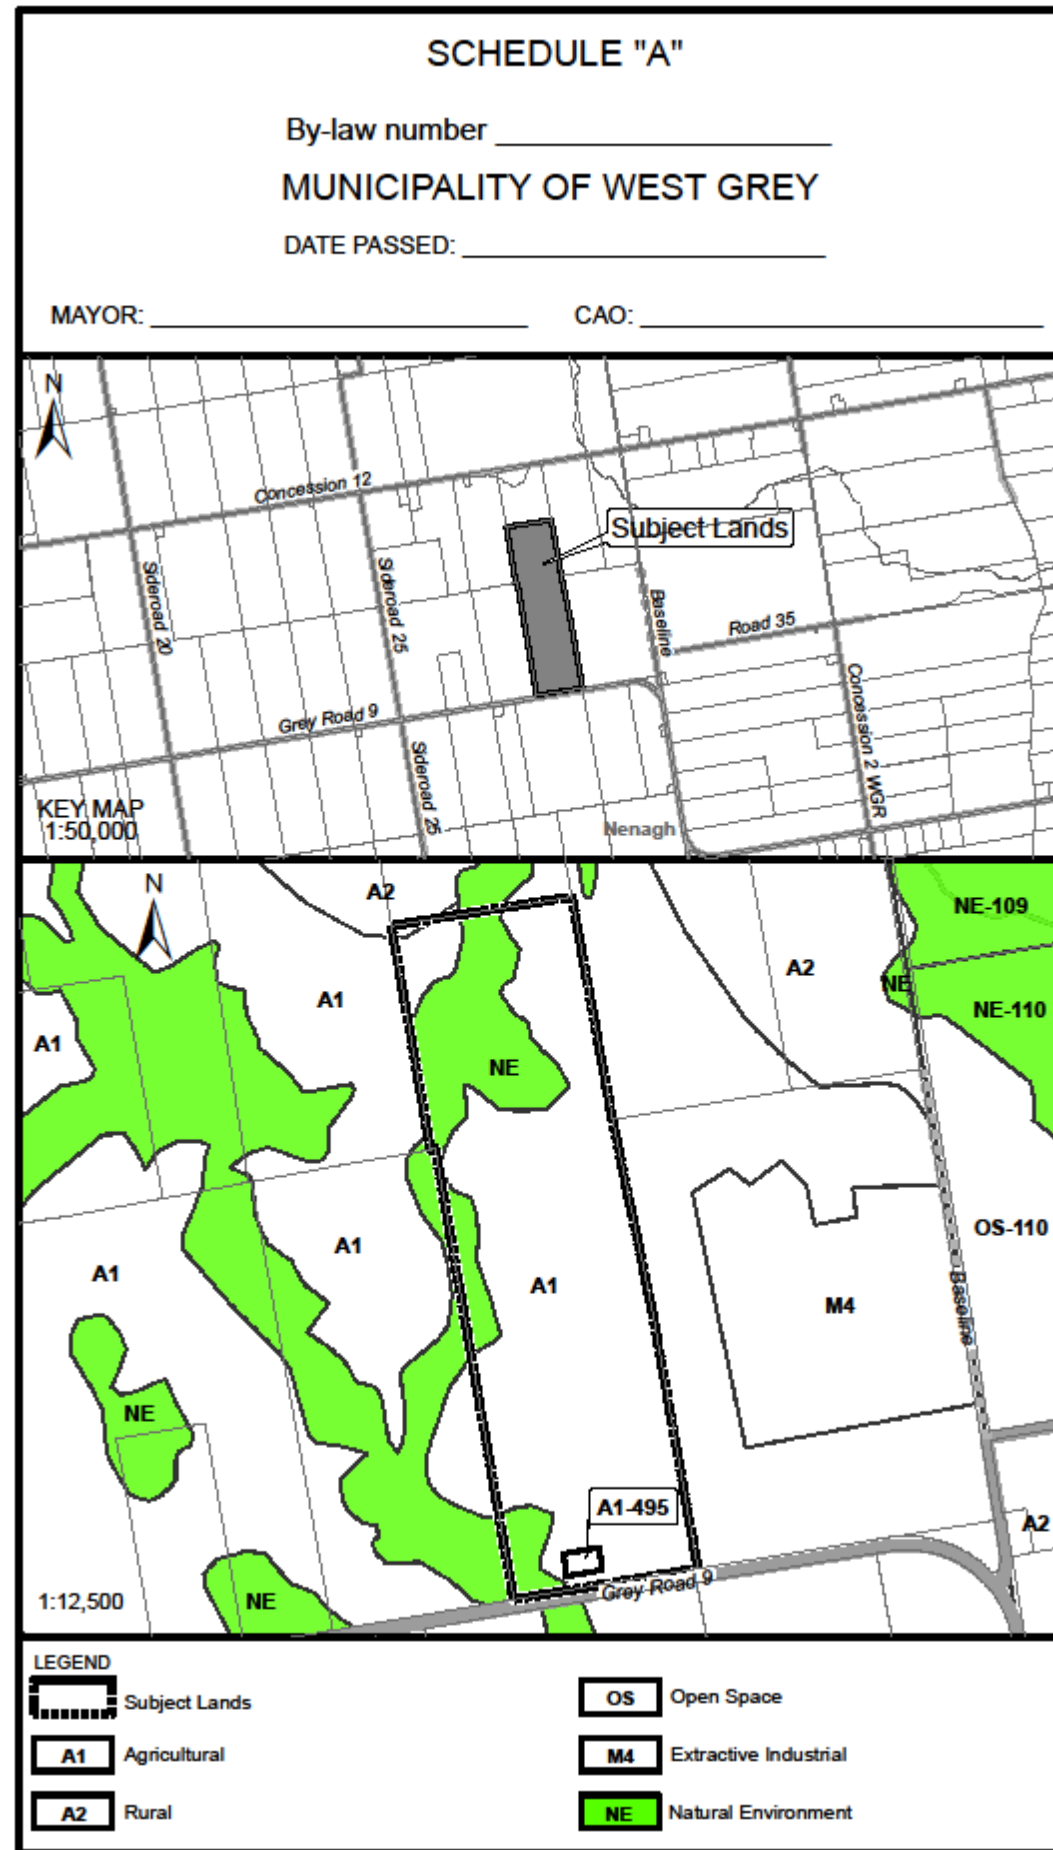 SCHEDULE "A"
By-law number
MUNICIPALITY OF WEST GREY
DATE PASSED:
MAYOR: CAO:
N
Concession 12
Subject Lands
Sideroad 20
Sideroad 25
Baseline
Road 35
Grey Road 9
Sideroad 25
Concession 2 WGR
KEY MAP
1:50,000
Nenagh
N
A2
NE-109
A2
NE
A1
NE-110
A1
NE
OS-110
A1
A1
A1
M4
Baseline
NE
A1-495
A2
Grey Road 9
1:12,500
NE
LEGEND
Subject Lands
OS Open Space
A1 Agricultural
M4 Extractive Industrial
A2 Rural
NE Natural Environment